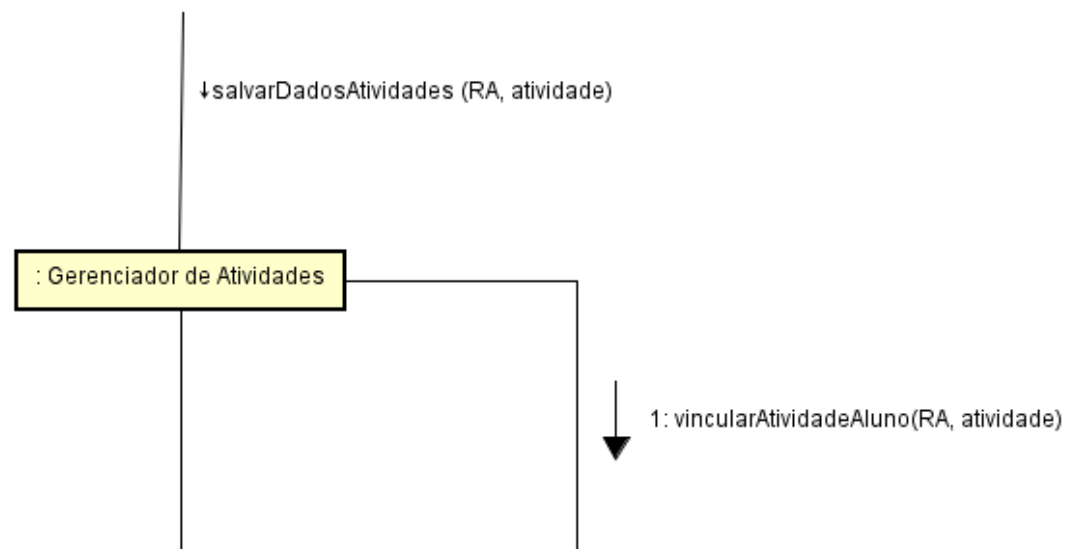 ↓salvarDadosAtividades (RA, atividade)
: Gerenciador de Atividades
1: vincularAtividadeAluno(RA, atividade)